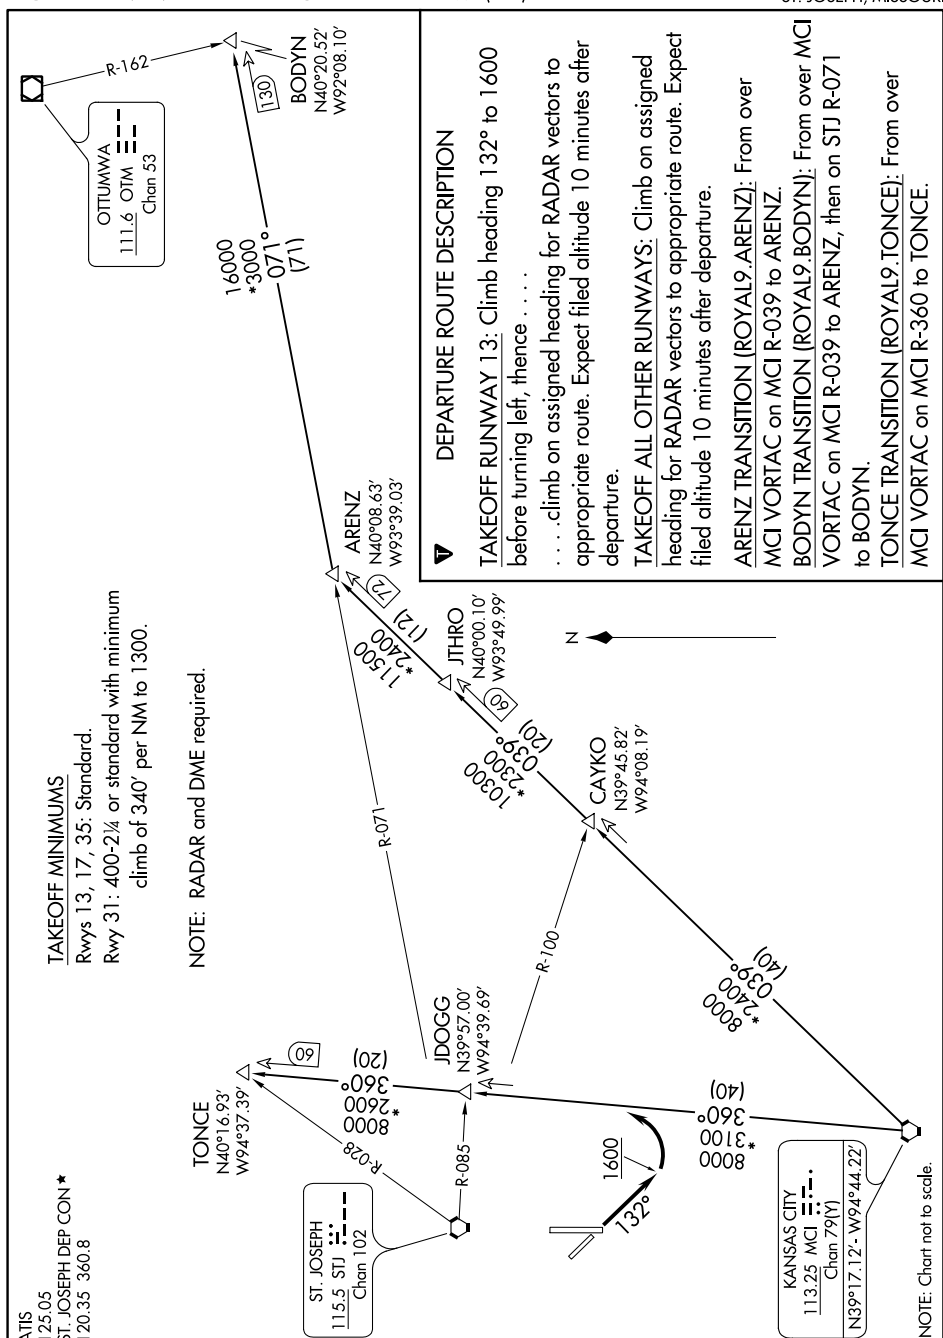 ATIS
125.05
ST. JOSEPH DEP CON★
120.35 360.8
TAKEOFF MINIMUMS
Rwys 13, 17, 35: Standard.
Rwy 31: 400-2¼ or standard with minimum
climb of 340' per NM to 1300.
NOTE: RADAR and DME required.
OTTUMWA
111.6 OTM
Chan 53
R-162
BODYN
N40°20.52'
W92°08.10'
130
16000
*3000
071°
(71)
ARENZ
N40°08.63'
W93°39.03'
72
11500
*2400
(12)
JTHRO
N40°00.10'
W93°49.99'
60
10300
*2300
039°
(20)
CAYKO
N39°45.82'
W94°08.19'
8000
*2400
039°
(40)
R-071
R-100
TONCE
N40°16.93'
W94°37.39'
60
8000
*2600
360°
(20)
JDOGG
N39°57.00'
W94°39.69'
R-028
R-085
ST. JOSEPH
115.5 STJ
Chan 102
1600
132°
8000
*3100
360°
(40)
KANSAS CITY
113.25 MCI
Chan 79(Y)
N39°17.12'- W94°44.22'
N
NOTE: Chart not to scale.
T
DEPARTURE ROUTE DESCRIPTION
TAKEOFF RUNWAY 13: Climb heading 132° to 1600
before turning left, thence . . . .
. . . .climb on assigned heading for RADAR vectors to
appropriate route. Expect filed altitude 10 minutes after
departure.
TAKEOFF ALL OTHER RUNWAYS: Climb on assigned
heading for RADAR vectors to appropriate route. Expect
filed altitude 10 minutes after departure.
ARENZ TRANSITION (ROYAL9.ARENZ): From over
MCI VORTAC on MCI R-039 to ARENZ.
BODYN TRANSITION (ROYAL9.BODYN): From over MCI
VORTAC on MCI R-039 to ARENZ, then on STJ R-071
to BODYN.
TONCE TRANSITION (ROYAL9.TONCE): From over
MCI VORTAC on MCI R-360 to TONCE.